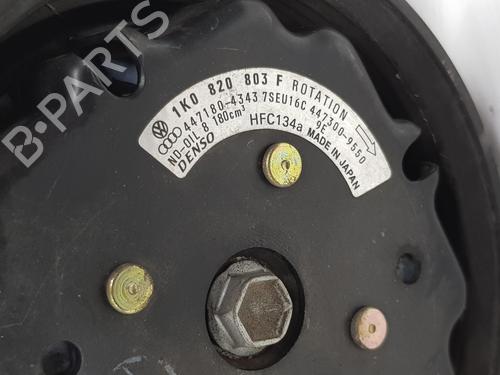 B-PARTS
1K0 820 803 F ROTATION
447180-4343 7SEU16C 447300-9550
ND-OIL 8 180cm³ HFC134a 9E
DENSO MADE IN JAPAN